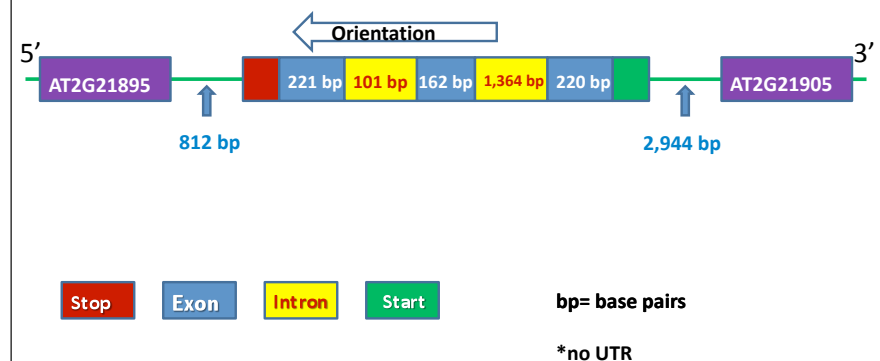 Orientation
5’ 3’
AT2G21895 221 bp 101 bp 162 bp 1,364 bp 220 bp AT2G21905
812 bp 2,944 bp
Stop Exon Intron Start bp= base pairs
*no UTR